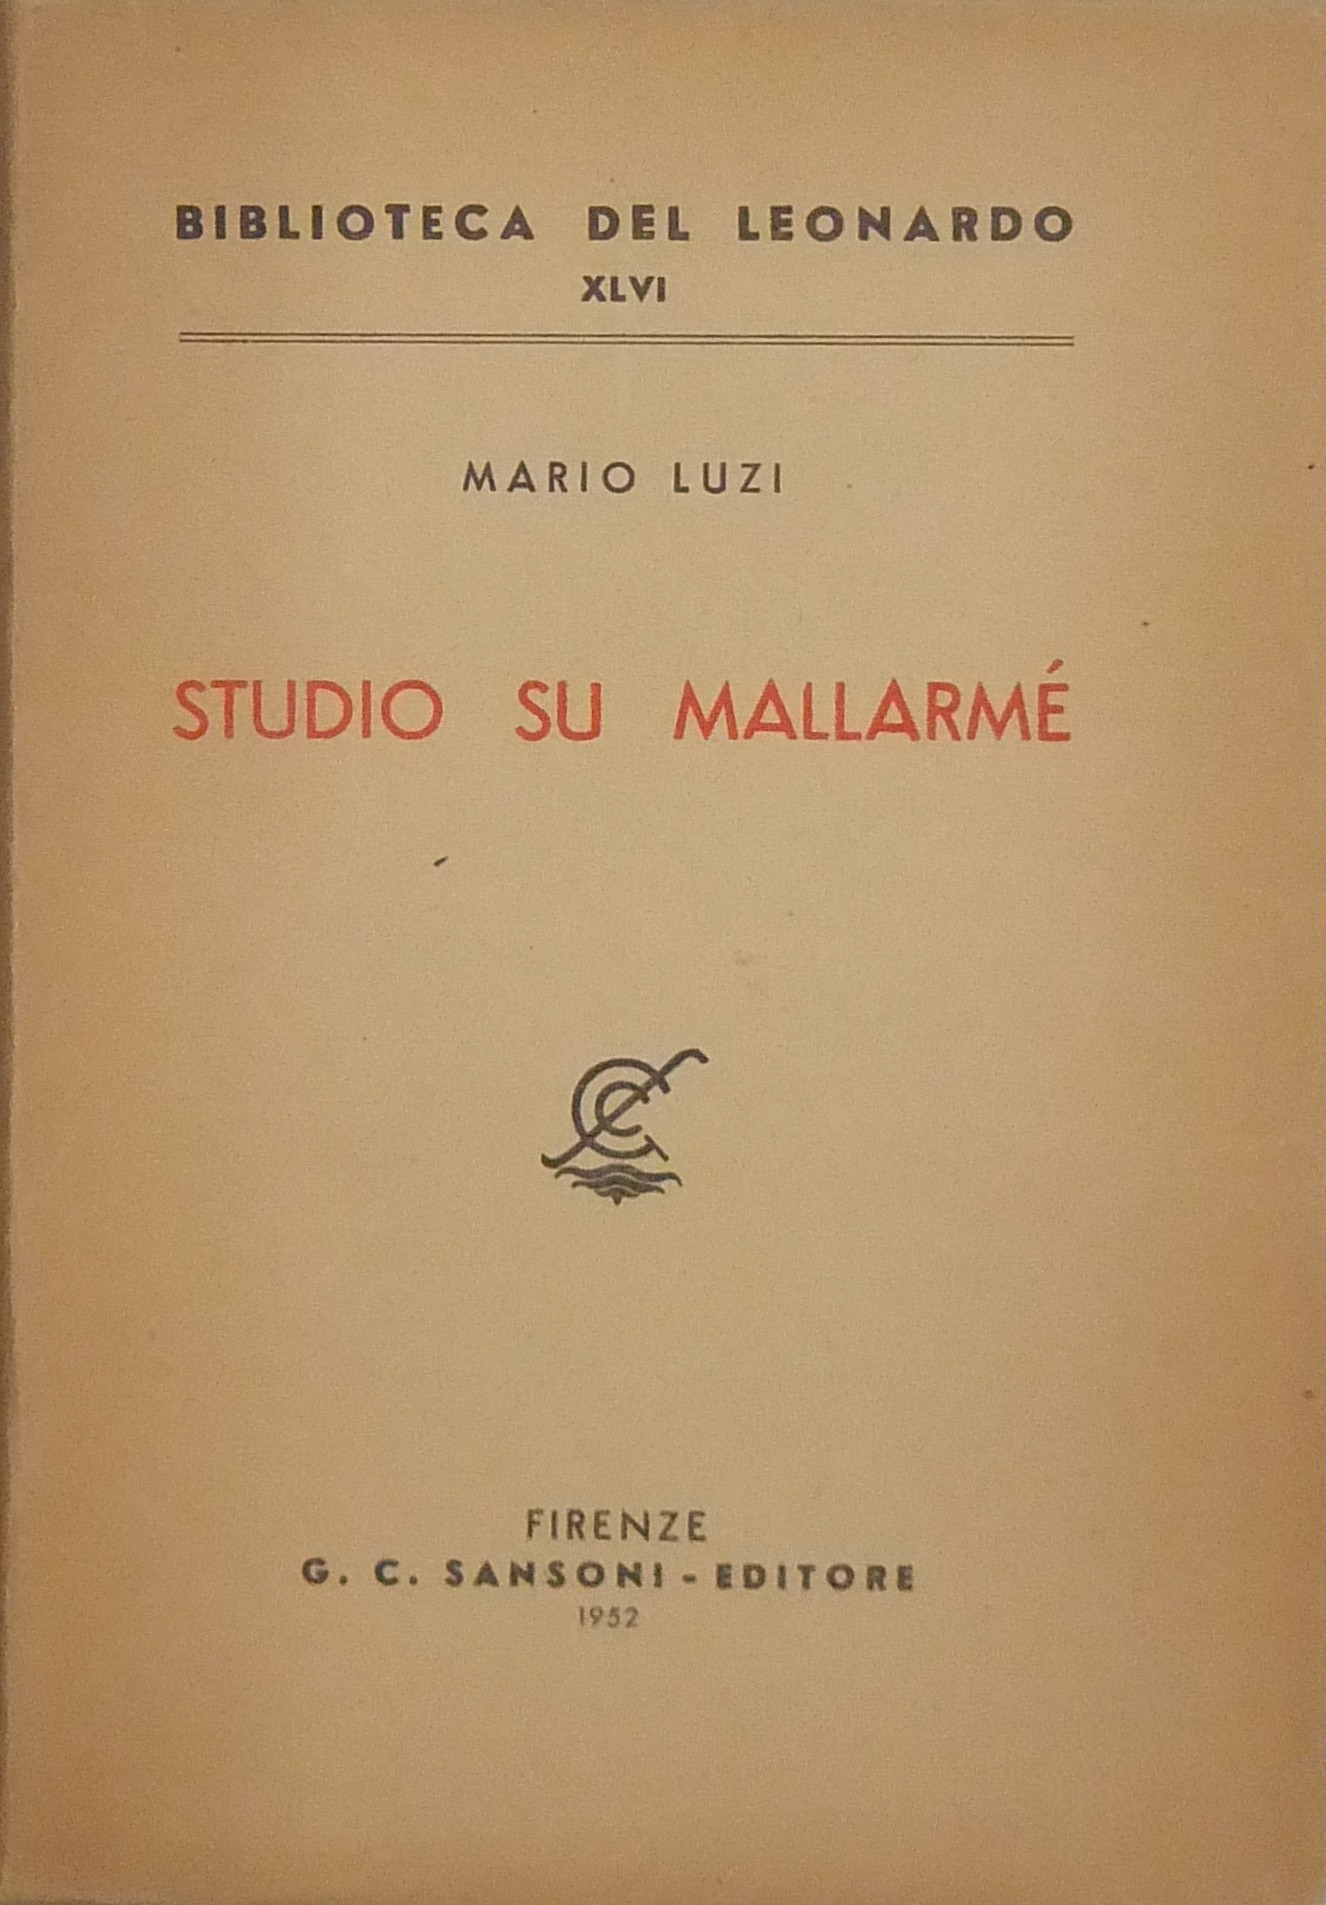 BIBLIOTECA DEL LEONARDO
XLVI
MARIO LUZI
STUDIO SU MALLARMÉ
FIRENZE
G. C. SANSONI - EDITORE
1952